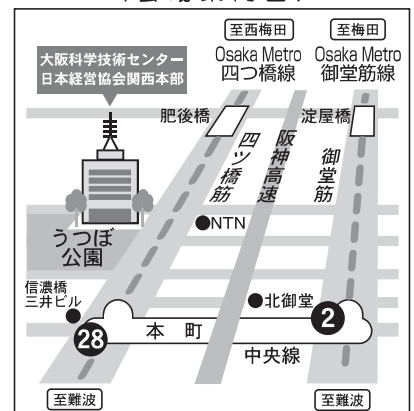 至西梅田
至梅田
Osaka Metro
四つ橋線
Osaka Metro
御堂筋線
大阪科学技術センター
日本経営協会関西本部
肥後橋
淀屋橋
四ツ橋筋
阪神高速
御堂筋
NTN
うつぼ
公園
信濃橋
三井ビル
北御堂
2
28
本町
中央線
至難波
至難波